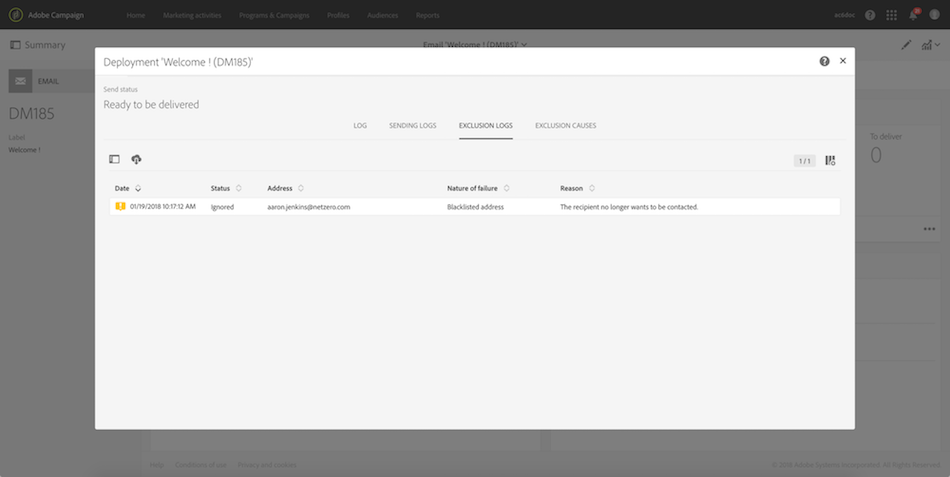 Adobe Campaign Home Marketing activities Programs & Campaigns Profiles Audiences Reports
Summary Email 'Welcome ! (DM185)'
Deployment 'Welcome ! (DM185)'
EMAIL
Send status
DM185
Ready to be delivered
Label
Welcome !
LOG SENDING LOGS EXCLUSION LOGS EXCLUSION CAUSES
To deliver
0
1 / 1
Date Status Address Nature of failure Reason
01/19/2018 10:17:12 AM Ignored aaron.jenkins@netzero.com Blacklisted address The recipient no longer wants to be contacted.
Help Conditions of use Privacy and cookies © 2018 Adobe Systems Incorporated. All Rights Reserved.